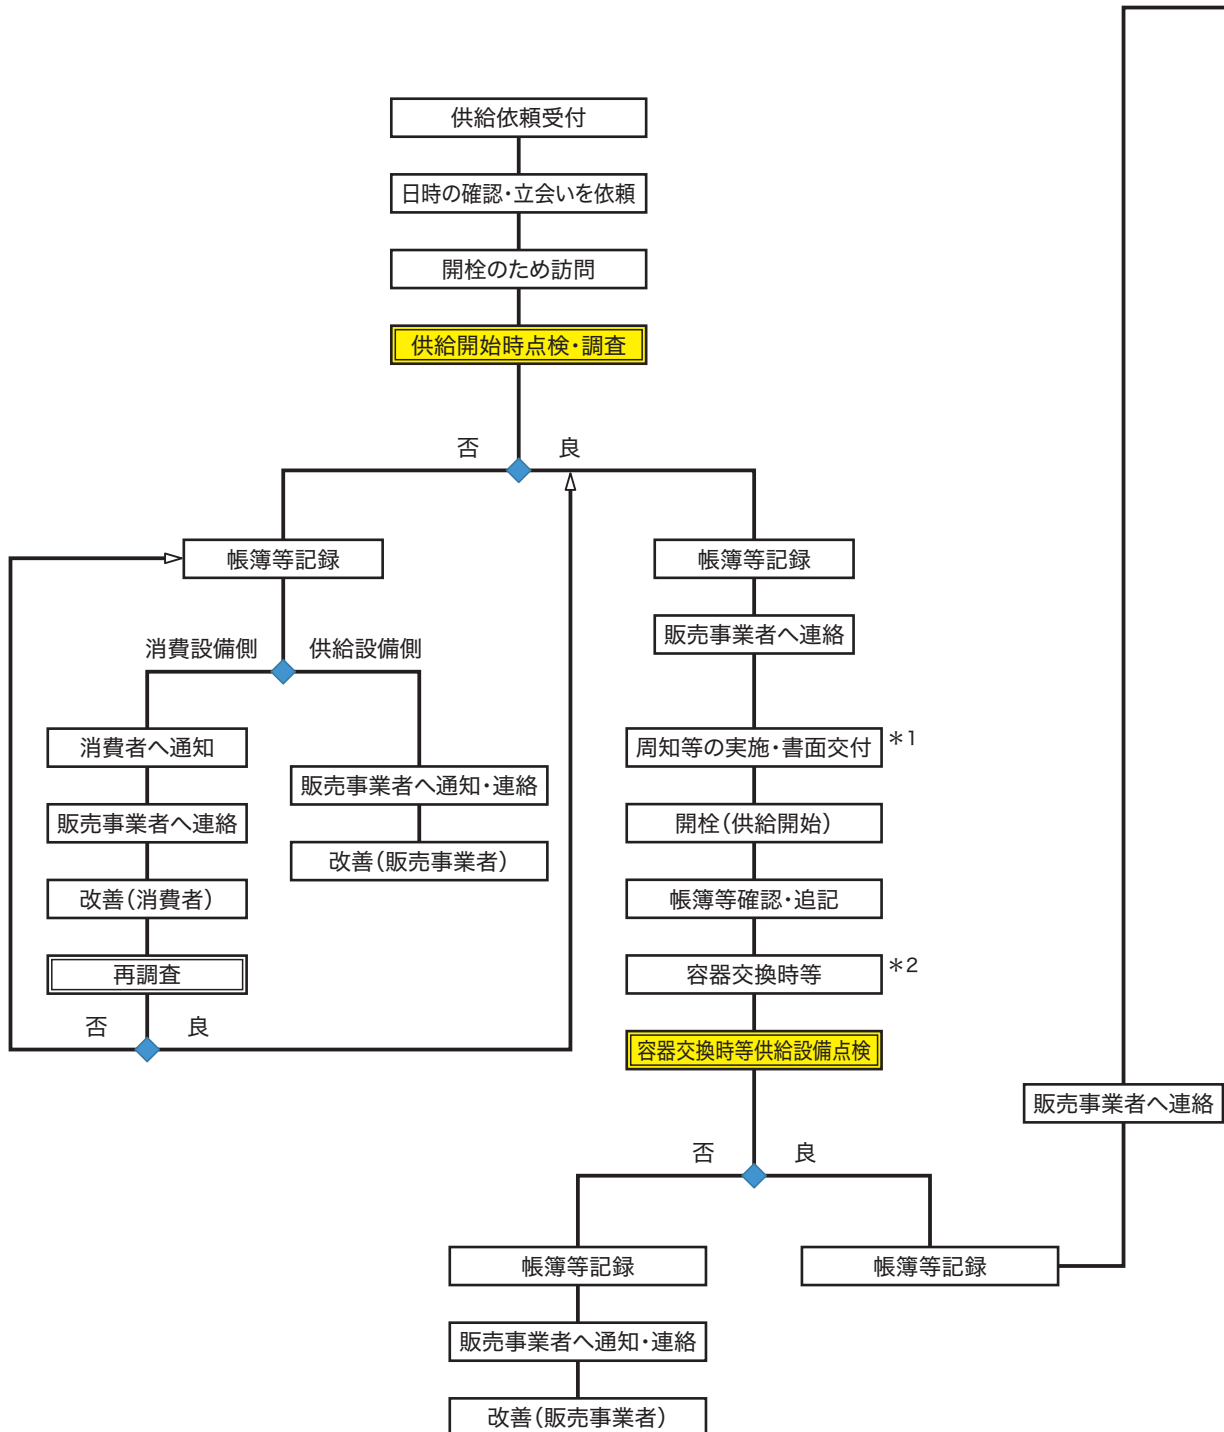 供給依頼受付
日時の確認・立会いを依頼
開栓のため訪問
供給開始時点検・調査
否
良
帳簿等記録
消費設備側
供給設備側
消費者へ通知
販売事業者へ連絡
改善(消費者)
再調査
否
良
販売事業者へ通知・連絡
改善(販売事業者)
帳簿等記録
販売事業者へ連絡
周知等の実施・書面交付
*1
開栓(供給開始)
帳簿等確認・追記
容器交換時等
*2
容器交換時等供給設備点検
否
良
帳簿等記録
販売事業者へ通知・連絡
改善(販売事業者)
帳簿等記録
販売事業者へ連絡